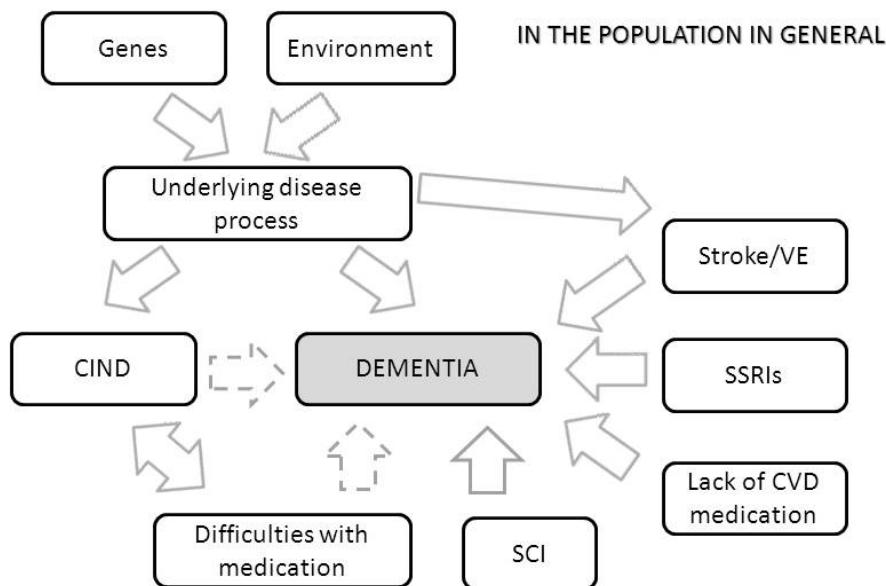 IN THE POPULATION IN GENERAL
Genes
Environment
Underlying disease
process
Stroke/VE
CIND
DEMENTIA
SSRIs
Lack of CVD
medication
Difficulties with
medication
SCI